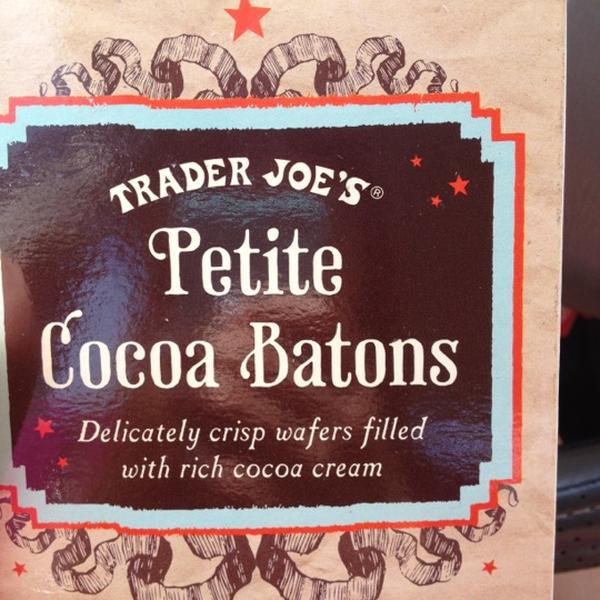 TRADER JOE'S®
Petite
Cocoa Batons
Delicately crisp wafers filled
with rich cocoa cream